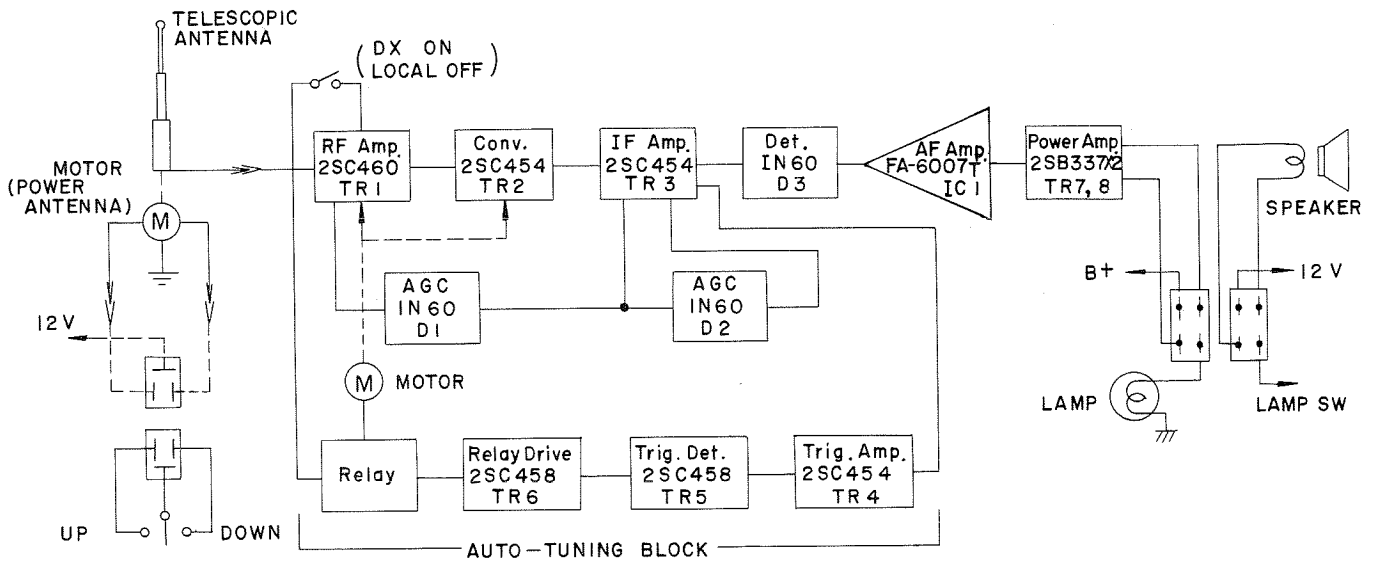 TELESCOPIC
ANTENNA
(DX ON
LOCAL OFF)
MOTOR
(POWER
ANTENNA)
M
RF Amp.
2SC460
TR1
Conv.
2SC454
TR2
IF Amp.
2SC454
TR3
Det.
IN60
D3
AF Amp.
FA-6007T
IC1
Power Amp.
2SB337X2
TR7,8
SPEAKER
AGC
IN60
D1
AGC
IN60
D2
B+
12V
12V
M MOTOR
LAMP
LAMP SW
Relay
Relay Drive
2SC458
TR6
Trig. Det.
2SC458
TR5
Trig. Amp.
2SC454
TR4
UP
DOWN
AUTO-TUNING BLOCK